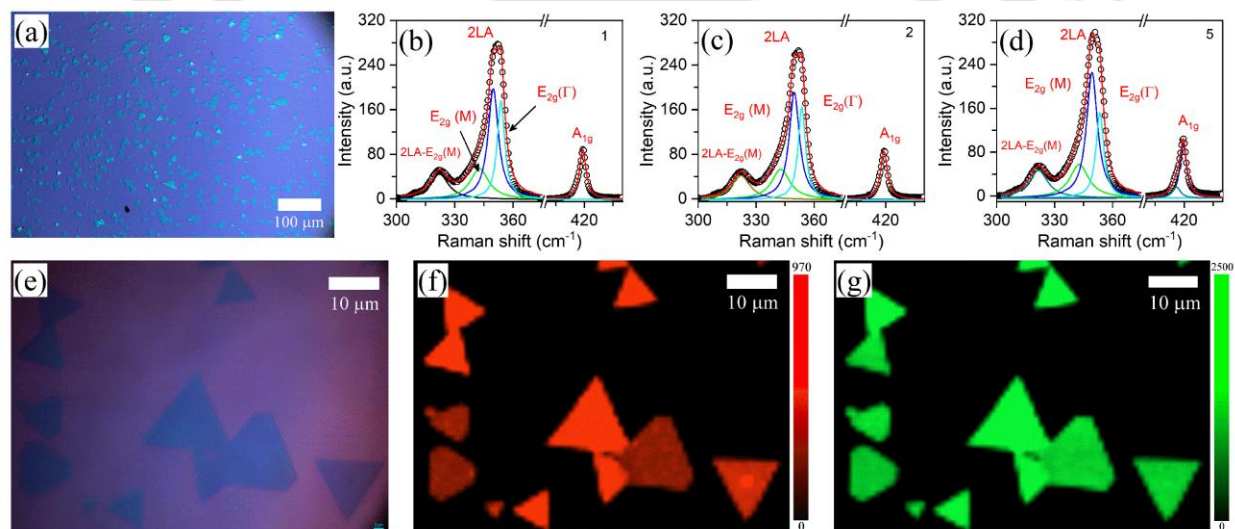 (a)
100 μm
(b)
320
240
160
80
0
Intensity (a.u.)
2LA
1
E2g (M)
E2g(Γ)
2LA-E2g(M)
A1g
300 330 360 420
Raman shift (cm-1)
(c)
320
240
160
80
0
Intensity (a.u.)
2LA
2
E2g (M)
E2g(Γ)
2LA-E2g(M)
A1g
300 330 360 420
Raman shift (cm-1)
(d)
320
240
160
80
0
Intensity (a.u.)
2LA
5
E2g (M)
E2g(Γ)
2LA-E2g(M)
A1g
300 330 360 420
Raman shift (cm-1)
(e)
10 μm
(f)
10 μm
970
0
(g)
10 μm
2500
0